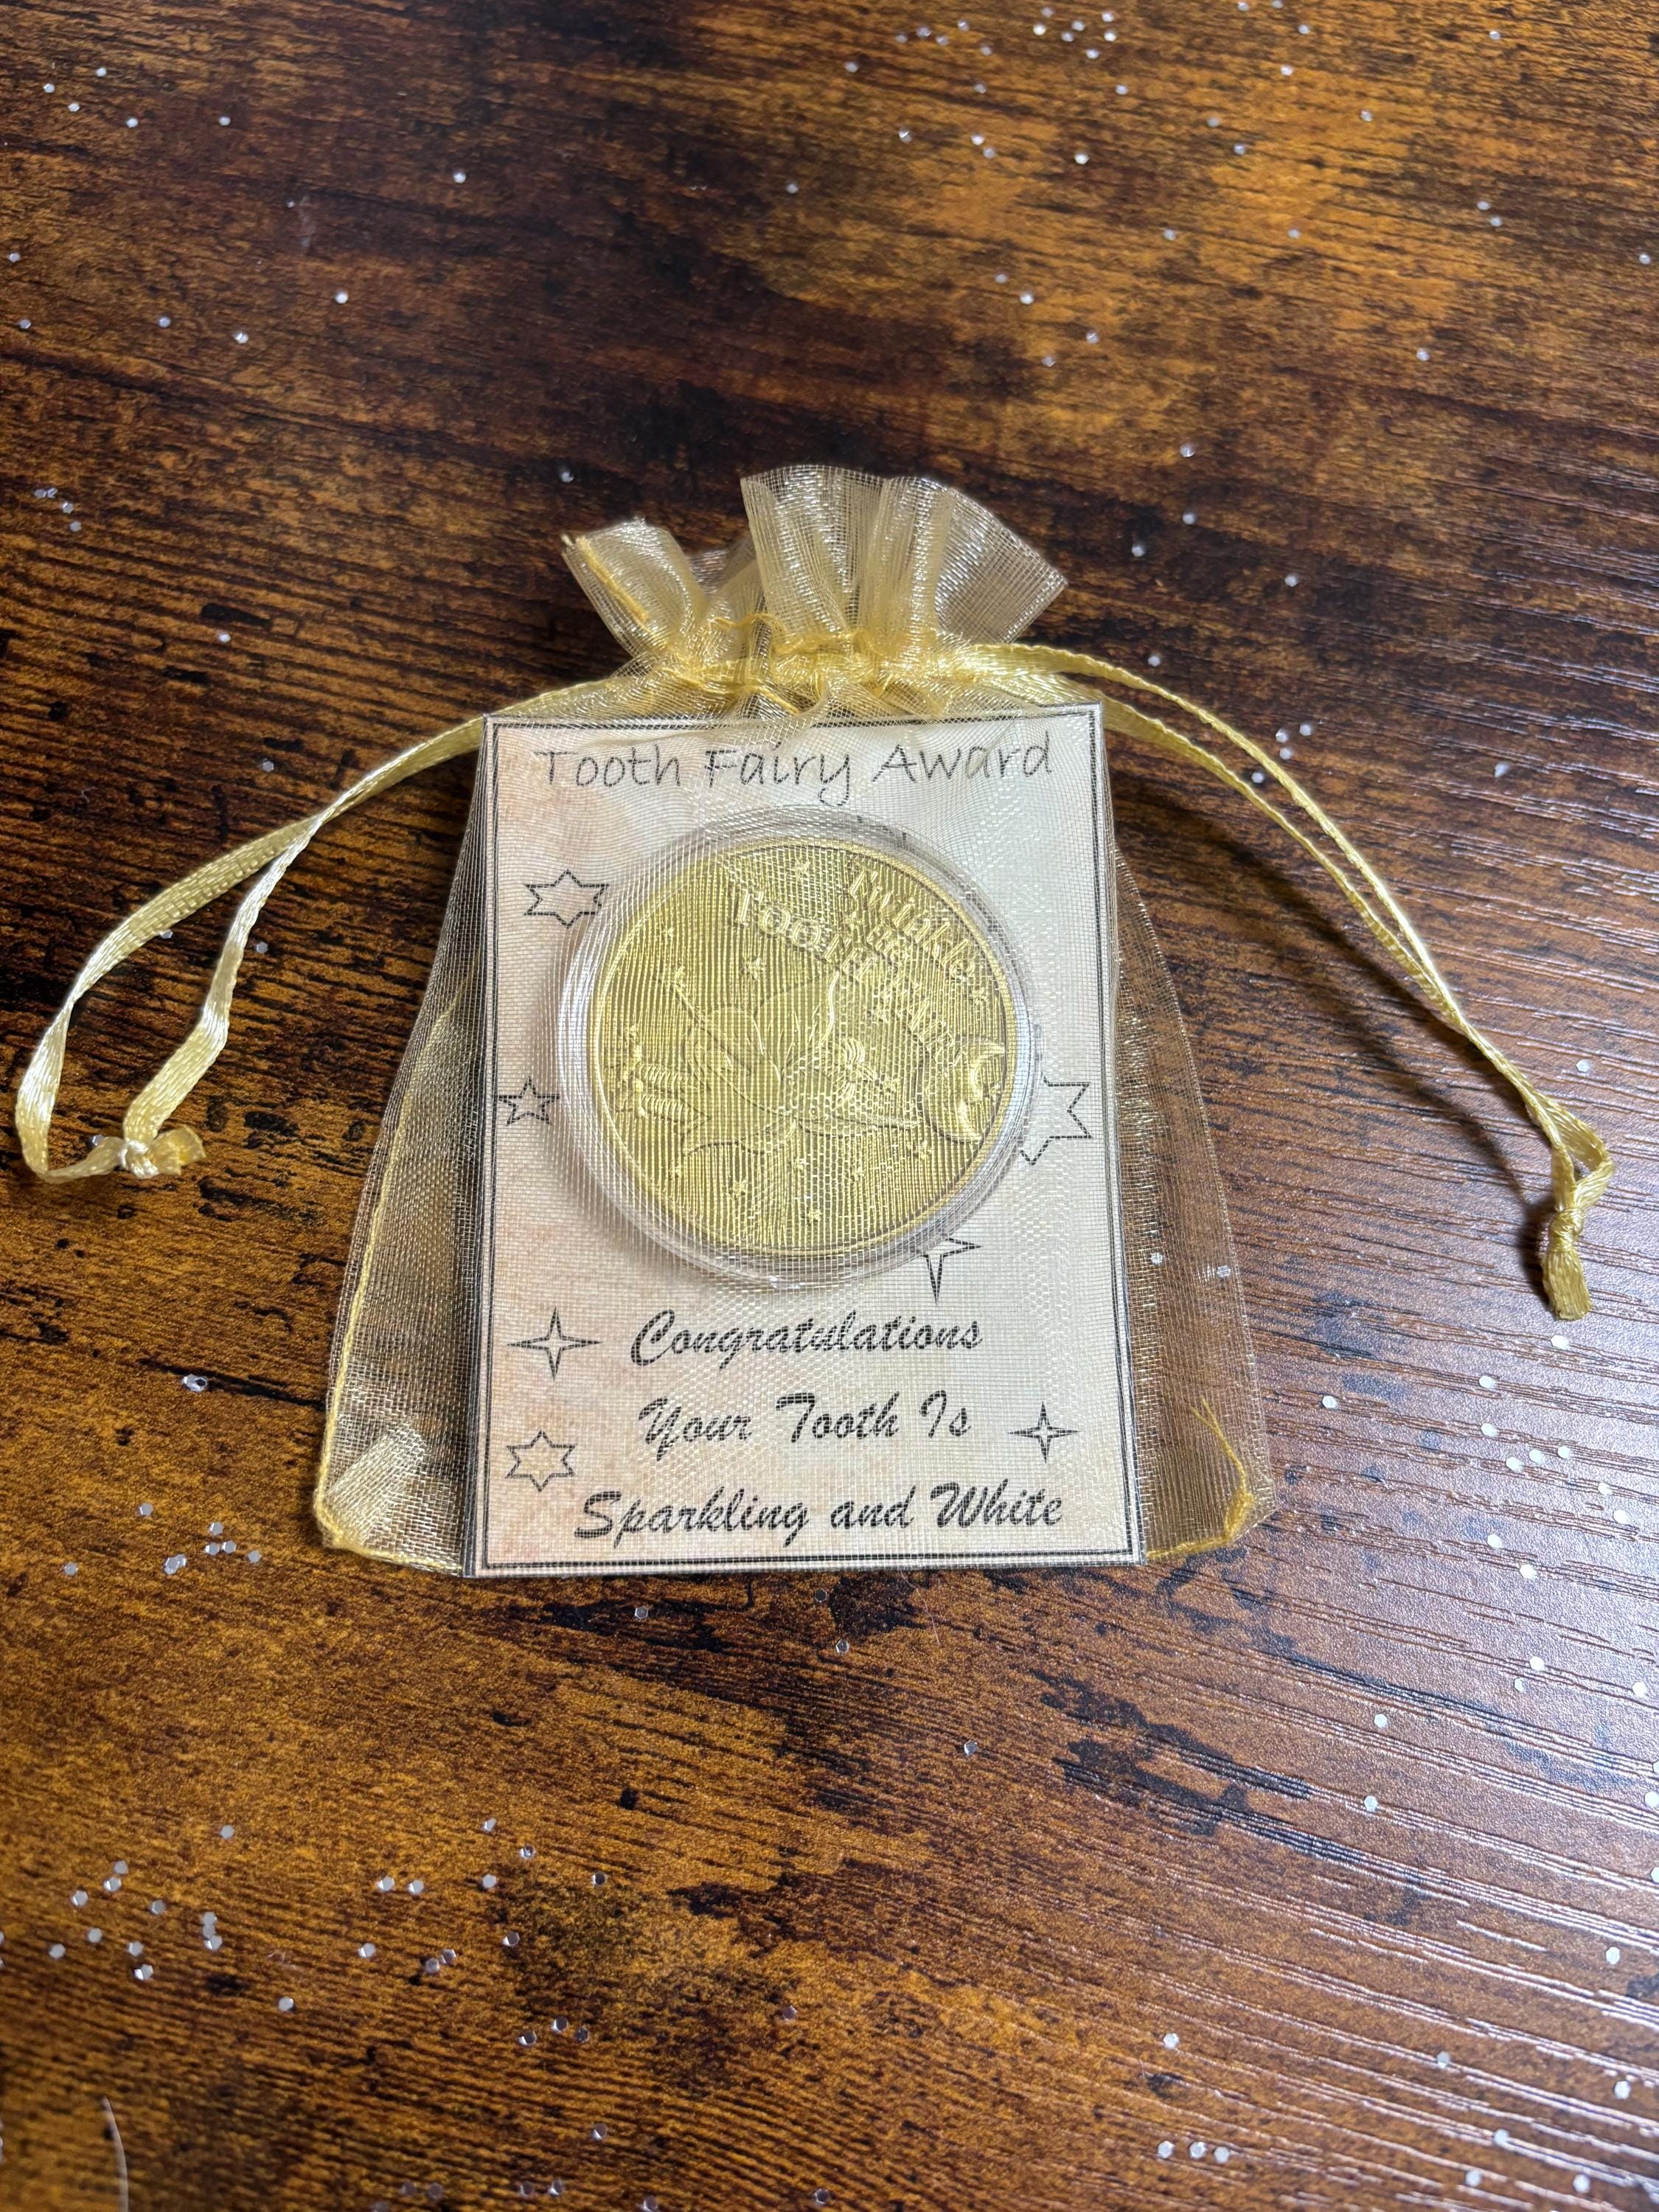 Tooth Fairy Award
Congratulations
Your Tooth Is
Sparkling and White